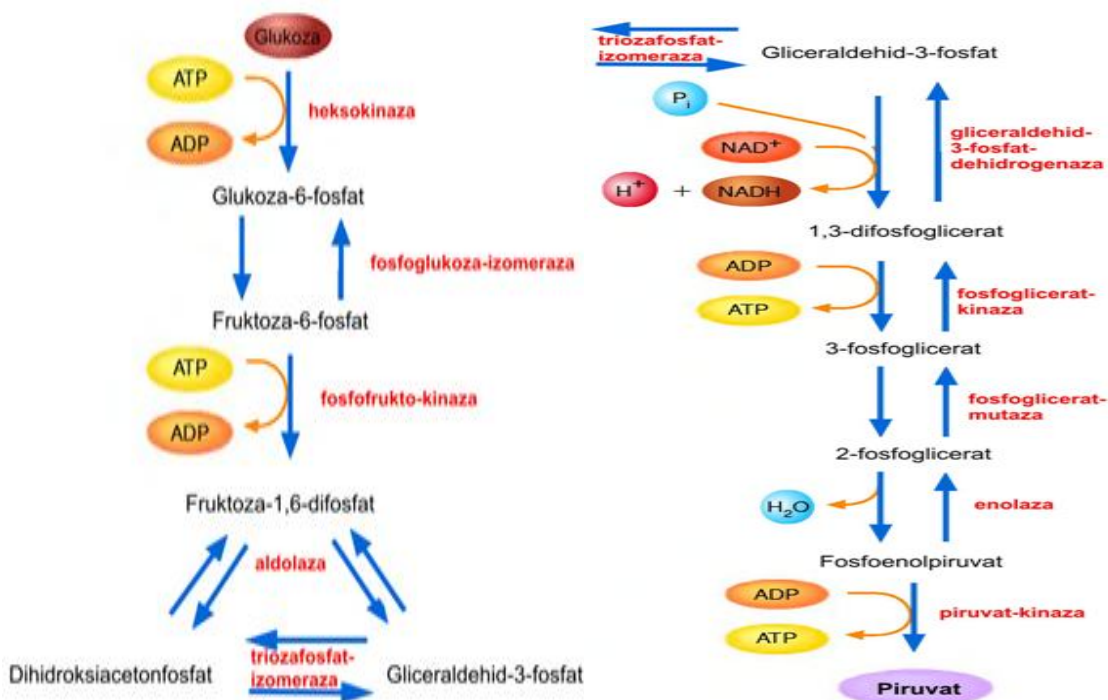 Glukoza
ATP
heksokinaza
ADP
Glukoza-6-fosfat
fosfoglukoza-izomeraza
Fruktoza-6-fosfat
ATP
fosfofrukto-kinaza
ADP
Fruktoza-1,6-difosfat
aldolaza
Dihidroksiacetonfosfat
triozafosfat-
izomeraza
Gliceraldehid-3-fosfat
triozafosfat-
izomeraza
Gliceraldehid-3-fosfat
Pi
NAD+
gliceraldehid-
3-fosfat-
dehidrogenaza
H+ + NADH
1,3-difosfoglicerat
ADP
ATP
fosfoglicerat-
kinaza
3-fosfoglicerat
fosfoglicerat-
mutaza
2-fosfoglicerat
H2O
enolaza
Fosfoenolpiruvat
ADP
piruvat-kinaza
ATP
Piruvat